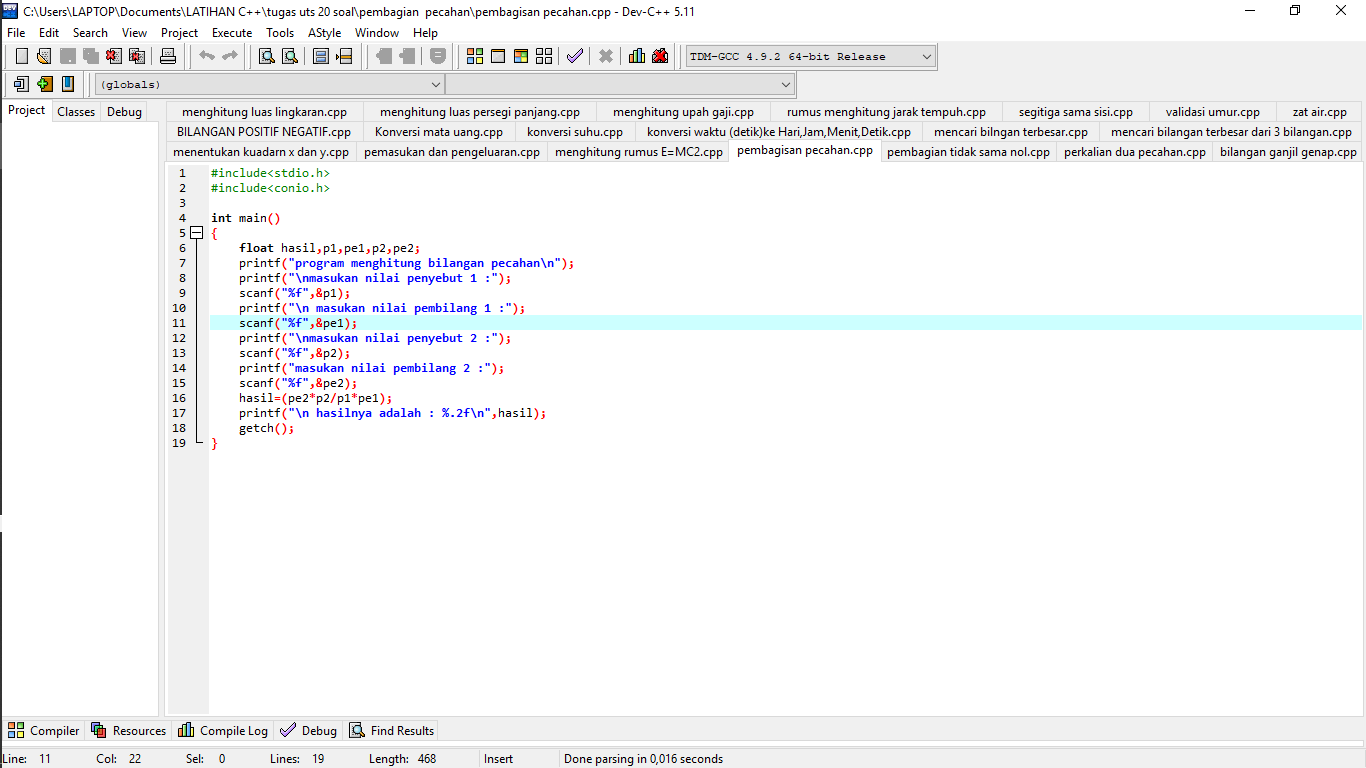 C:\Users\LAPTOP\Documents\LATIHAN C++\tugas uts 20 soal\pembagian  pecahan\pembagisan pecahan.cpp - Dev-C++ 5.11
File Edit Search View Project Execute Tools AStyle Window Help
TDM-GCC 4.9.2 64-bit Release
(globals)
Project Classes Debug
menghitung luas lingkaran.cpp menghitung luas persegi panjang.cpp menghitung upah gaji.cpp rumus menghitung jarak tempuh.cpp segitiga sama sisi.cpp validasi umur.cpp zat air.cpp
BILANGAN POSITIF NEGATIF.cpp Konversi mata uang.cpp konversi suhu.cpp konversi waktu (detik)ke Hari,Jam,Menit,Detik.cpp mencari bilngan terbesar.cpp mencari bilangan terbesar dari 3 bilangan.cpp
menentukan kuadarn x dan y.cpp pemasukan dan pengeluaran.cpp menghitung rumus E=MC2.cpp pembagisan pecahan.cpp pembagian tidak sama nol.cpp perkalian dua pecahan.cpp bilangan ganjil genap.cpp
1 #include<stdio.h>
2 #include<conio.h>
3
4 int main()
5 {
6 float hasil,p1,pe1,p2,pe2;
7 printf("program menghitung bilangan pecahan\n");
8 printf("\nmasukan nilai penyebut 1 :");
9 scanf("%f",&p1);
10 printf("\n masukan nilai pembilang 1 :");
11 scanf("%f",&pe1);
12 printf("\nmasukan nilai penyebut 2 :");
13 scanf("%f",&p2);
14 printf("masukan nilai pembilang 2 :");
15 scanf("%f",&pe2);
16 hasil=(pe2*p2/p1*pe1);
17 printf("\n hasilnya adalah : %.2f\n",hasil);
18 getch();
19 }
Compiler Resources Compile Log Debug Find Results
Line: 11 Col: 22 Sel: 0 Lines: 19 Length: 468 Insert Done parsing in 0,016 seconds